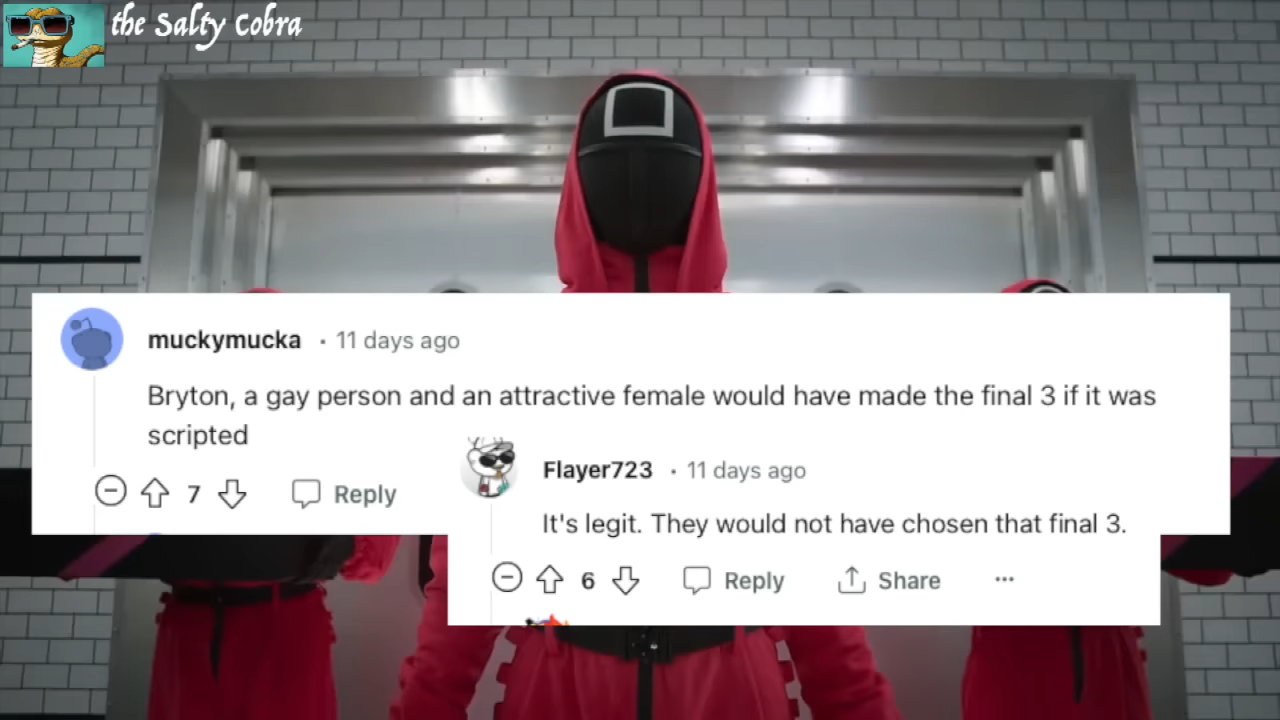 the Salty Cobra
muckymucka • 11 days ago
Bryton, a gay person and an attractive female would have made the final 3 if it was
scripted
7 Reply
Flayer723 • 11 days ago
It's legit. They would not have chosen that final 3.
6 Reply Share ...